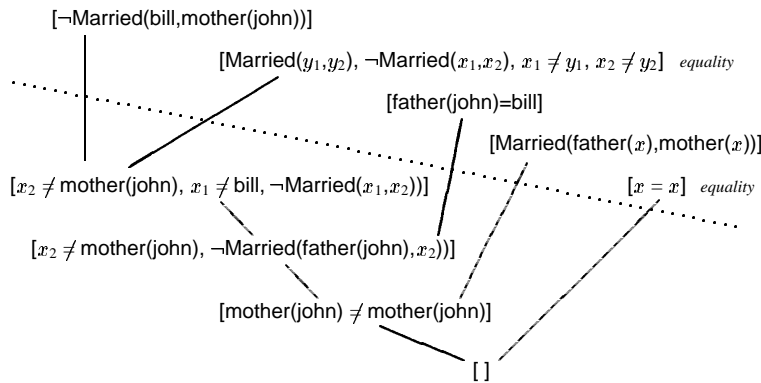 [¬Married(bill,mother(john))]
[Married(y₁,y₂), ¬Married(x₁,x₂), x₁ ≠ y₁, x₂ ≠ y₂] equality
[father(john)=bill]
[Married(father(x),mother(x))]
[x₂ ≠ mother(john), x₁ ≠ bill, ¬Married(x₁,x₂))]
[x = x] equality
[x₂ ≠ mother(john), ¬Married(father(john),x₂))]
[mother(john) ≠ mother(john)]
[ ]